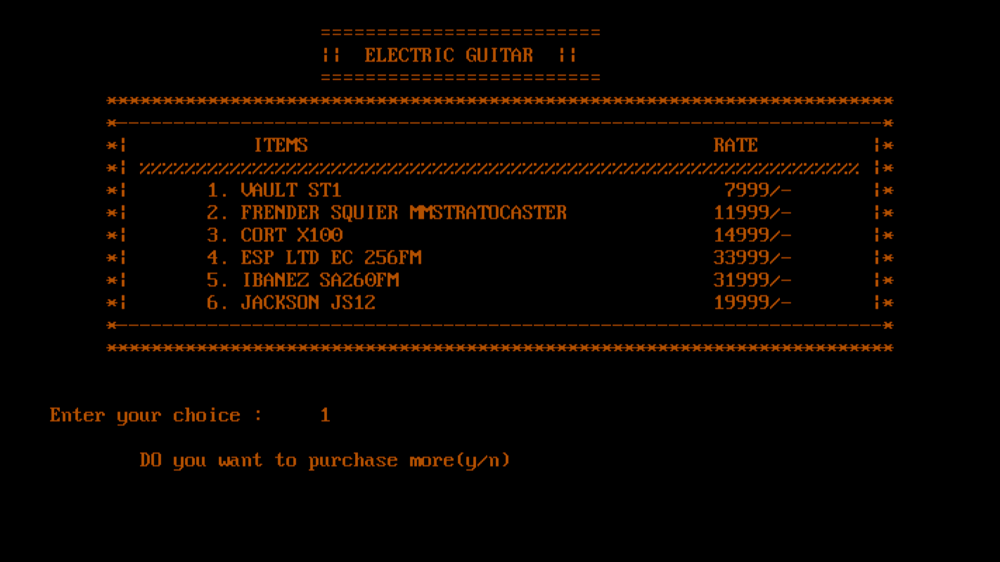 =========================
¦¦  ELECTRIC GUITAR  ¦¦
=========================
**********************************************************************
*--------------------------------------------------------------------*
*¦ ITEMS RATE ¦*
*¦ %%%%%%%%%%%%%%%%%%%%%%%%%%%%%%%%%%%%%%%%%%%%%%%%%%%%%%%%%%%%%%%% ¦*
*¦ 1. VAULT ST1 7999/- ¦*
*¦ 2. FRENDER SQUIER MMSTRATOCASTER 11999/- ¦*
*¦ 3. CORT X100 14999/- ¦*
*¦ 4. ESP LTD EC 256FM 33999/- ¦*
*¦ 5. IBANEZ SA260FM 31999/- ¦*
*¦ 6. JACKSON JS12 19999/- ¦*
*--------------------------------------------------------------------*
**********************************************************************
Enter your choice : 1
DO you want to purchase more(y/n)